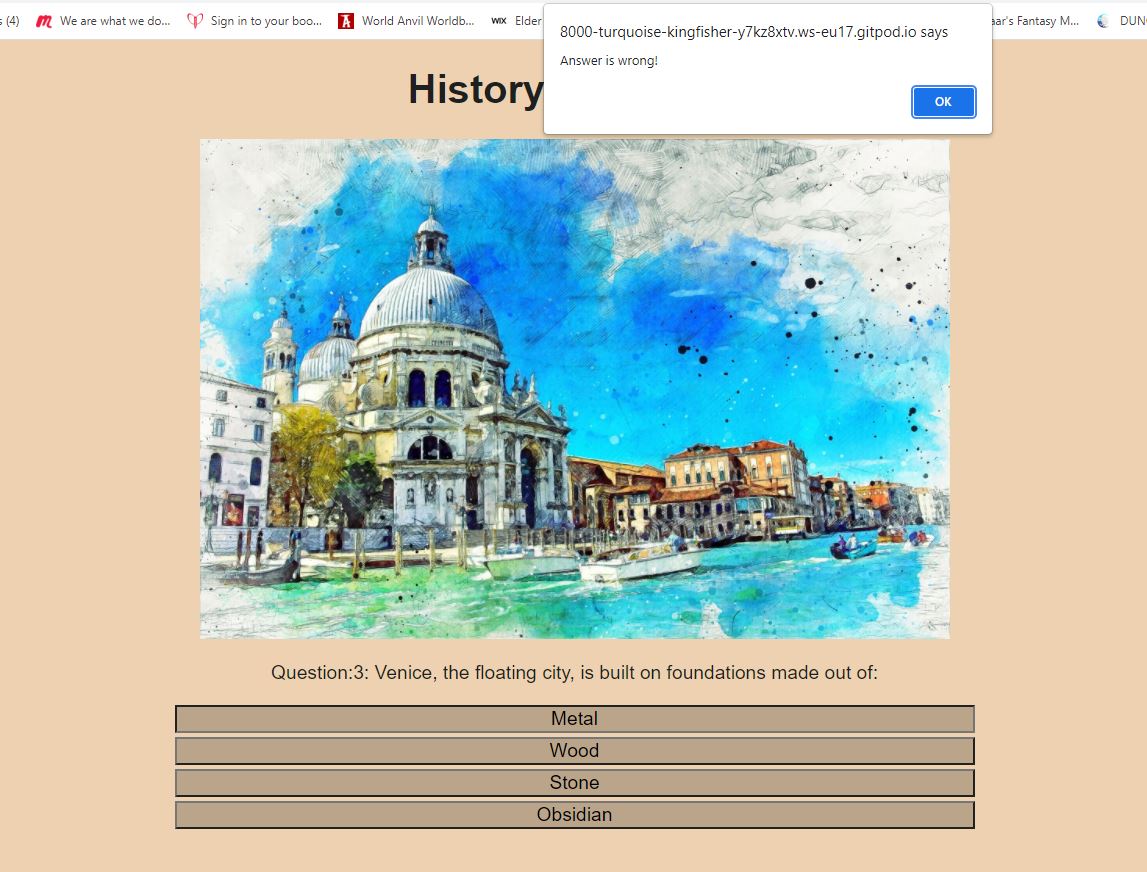 s (4) We are what we do... Sign in to your boo... World Anvil Worldb... WIX Elder aar's Fantasy M... DUN
8000-turquoise-kingfisher-y7kz8xtv.ws-eu17.gitpod.io says
Answer is wrong!
OK
History
Question:3: Venice, the floating city, is built on foundations made out of:
Metal
Wood
Stone
Obsidian